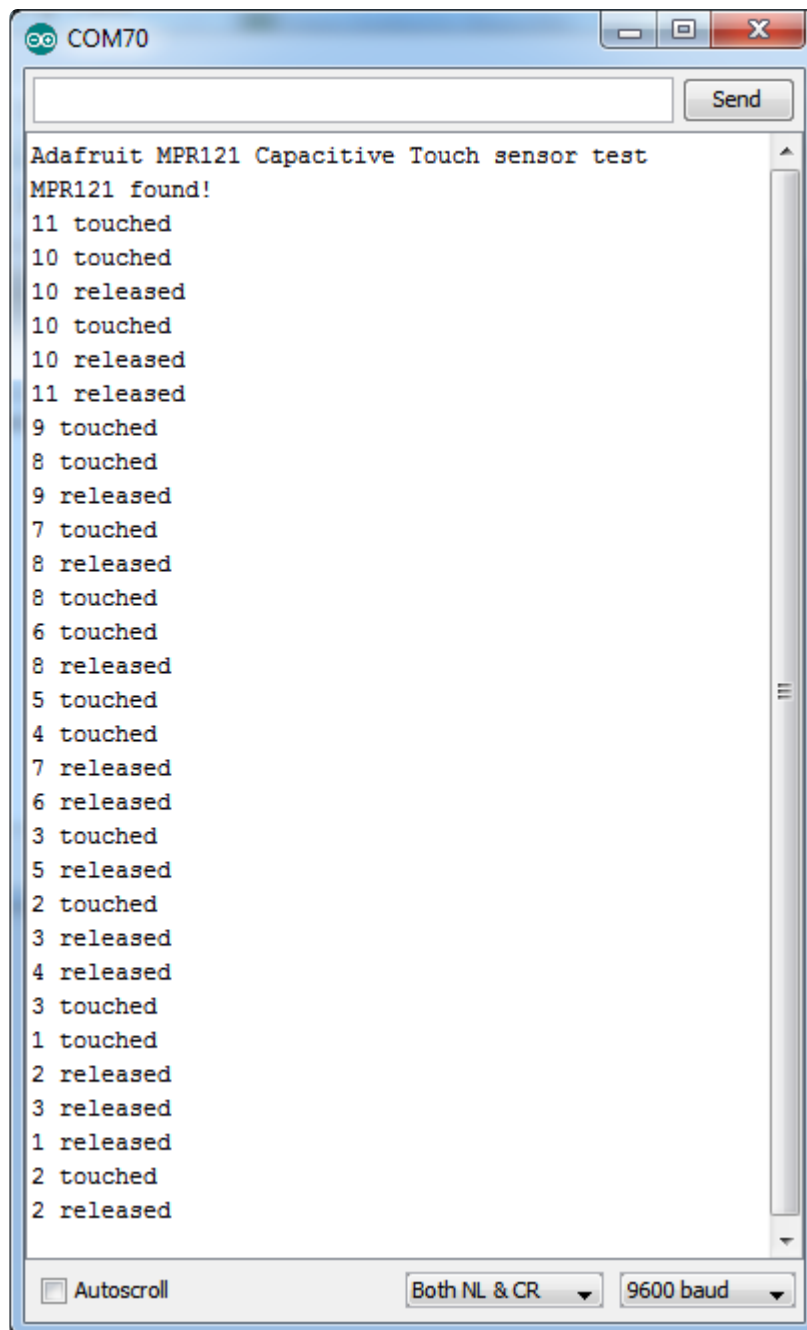 COM70
Send
Adafruit MPR121 Capacitive Touch sensor test
MPR121 found!
11 touched
10 touched
10 released
10 touched
10 released
11 released
9 touched
8 touched
9 released
7 touched
8 released
8 touched
6 touched
8 released
5 touched
4 touched
7 released
6 released
3 touched
5 released
2 touched
3 released
4 released
3 touched
1 touched
2 released
3 released
1 released
2 touched
2 released
Autoscroll Both NL & CR 9600 baud